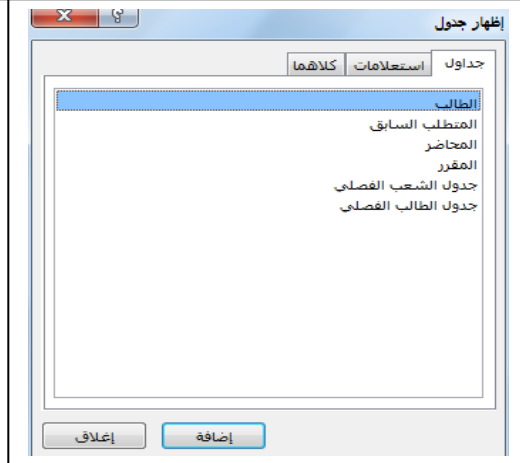 إظهار جدول
جداول استعلامات كلاهما
الطالب
المتطلب السابق
المحاضر
المقرر
جدول الشعب الفصلي
جدول الطالب الفصلي
إضافة إغلاق